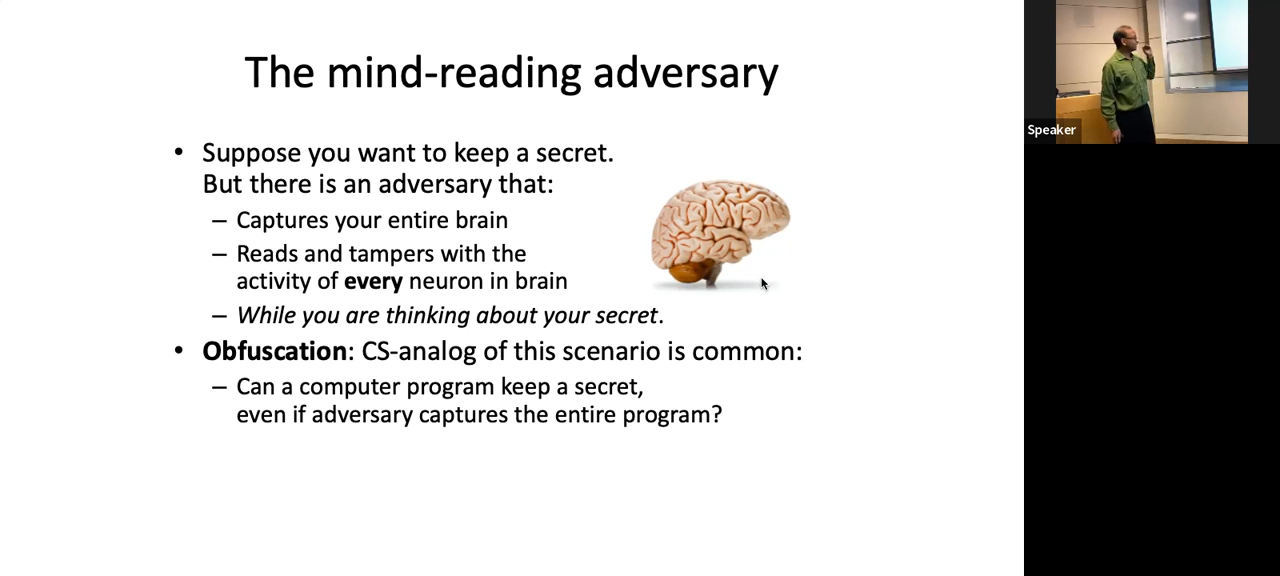 The mind-reading adversary
• Suppose you want to keep a secret.
But there is an adversary that:
– Captures your entire brain
– Reads and tampers with the
activity of every neuron in brain
– While you are thinking about your secret.
• Obfuscation: CS-analog of this scenario is common:
– Can a computer program keep a secret,
even if adversary captures the entire program?
Speaker